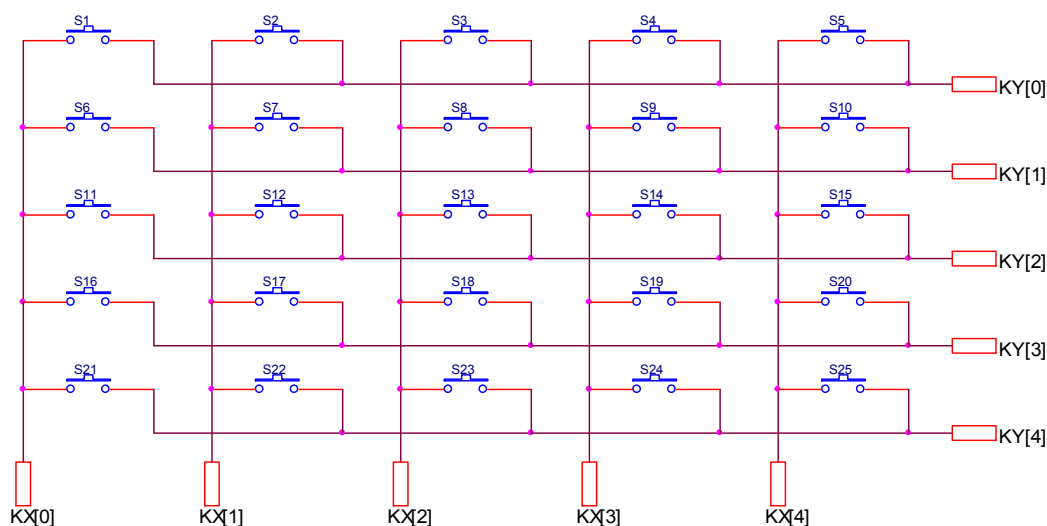 S1 S2 S3 S4 S5
KY[0]
S6 S7 S8 S9 S10
KY[1]
S11 S12 S13 S14 S15
KY[2]
S16 S17 S18 S19 S20
KY[3]
S21 S22 S23 S24 S25
KY[4]
KX[0] KX[1] KX[2] KX[3] KX[4]